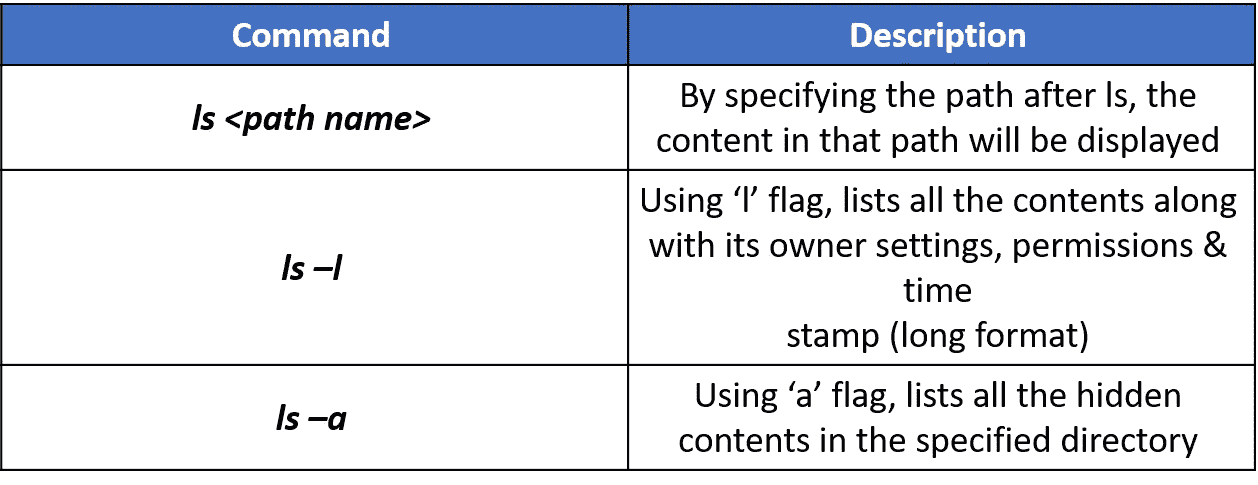 Command
Description
ls <path name>
By specifying the path after ls, the
content in that path will be displayed
ls –l
Using ‘l’ flag, lists all the contents along
with its owner settings, permissions &
time
stamp (long format)
ls –a
Using ‘a’ flag, lists all the hidden
contents in the specified directory